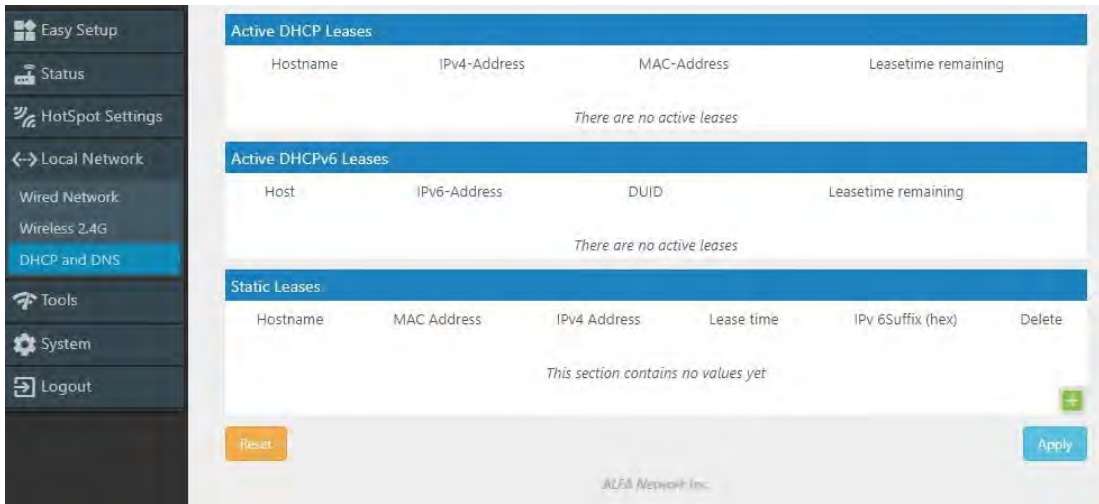 Easy Setup
Status
HotSpot Settings
Local Network
Wired Network
Wireless 2.4G
DHCP and DNS
Tools
System
Logout
Active DHCP Leases
Hostname IPv4-Address MAC-Address Leasetime remaining
There are no active leases
Active DHCPv6 Leases
Host IPv6-Address DUID Leasetime remaining
There are no active leases
Static Leases
Hostname MAC Address IPv4 Address Lease time IPv 6Suffix (hex) Delete
This section contains no values yet
Reset Apply
ALFA Network Inc.